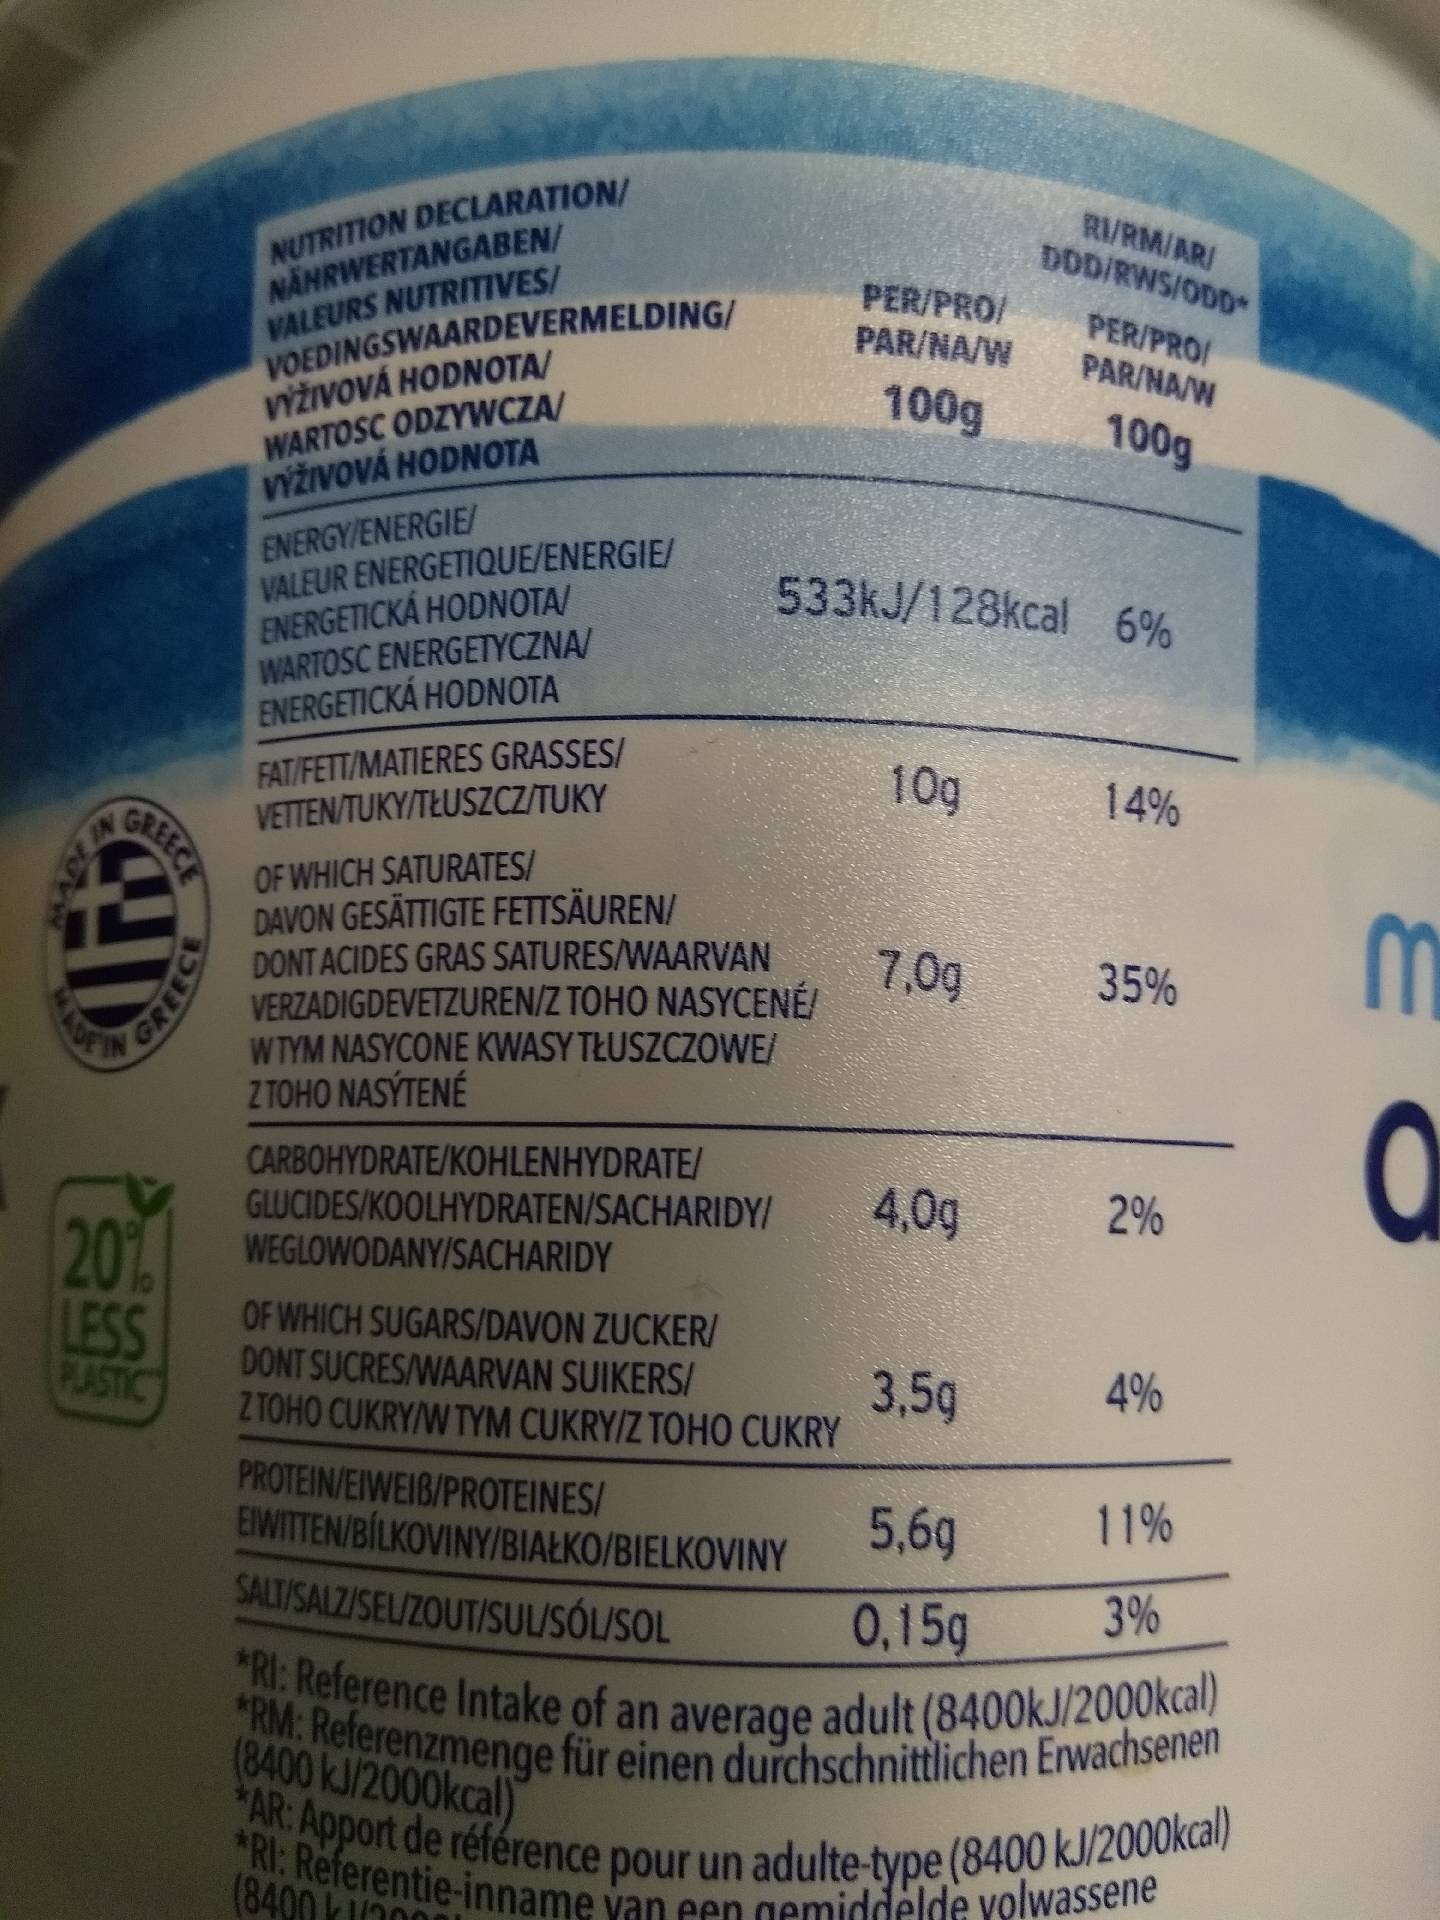 NUTRITION DECLARATION/
NÄHRWERTANGABEN/
VALEURS NUTRITIVES/
VOEDINGSWAARDEVERMELDING/
VÝŽIVOVÁ HODNOTA/
WARTOSC ODZYWCZA/
VÝŽIVOVÁ HODNOTA
PER/PRO/
PAR/NA/W
100g
RI/RM/AR/
DDD/RWS/ODD*
PER/PRO/
PAR/NA/W
100g
ENERGY/ENERGIE/
VALEUR ENERGETIQUE/ENERGIE/
ENERGETICKÁ HODNOTA/
WARTOSC ENERGETYCZNA/
ENERGETICKÁ HODNOTA
533kJ/128kcal 6%
FAT/FETT/MATIERES GRASSES/
VETTEN/TUKY/TŁUSZCZ/TUKY
10g 14%
OF WHICH SATURATES/
DAVON GESÄTTIGTE FETTSÄUREN/
DONT ACIDES GRAS SATURES/WAARVAN
VERZADIGDEVETZUREN/Z TOHO NASYCENÉ/
W TYM NASYCONE KWASY TŁUSZCZOWE/
Z TOHO NASÝTENÉ
7,0g 35%
CARBOHYDRATE/KOHLENHYDRATE/
GLUCIDES/KOOLHYDRATEN/SACHARIDY/
WEGLOWODANY/SACHARIDY
4,0g 2%
OF WHICH SUGARS/DAVON ZUCKER/
DONT SUCRES/WAARVAN SUIKERS/
Z TOHO CUKRY/W TYM CUKRY/Z TOHO CUKRY
3,5g 4%
PROTEIN/EIWEIß/PROTEINES/
EIWITTEN/BÍLKOVINY/BIAŁKO/BIELKOVINY
5,6g 11%
SALT/SALZ/SEL/ZOUT/SUL/SÓL/SOL 0,15g 3%
*RI: Reference Intake of an average adult (8400kJ/2000kcal)
*RM: Referenzmenge für einen durchschnittlichen Erwachsenen
(8400 kJ/2000kcal)
*AR: Apport de référence pour un adulte-type (8400 kJ/2000kcal)
*RI: Referentie-inname van een gemiddelde volwassene
MADE IN GREECE
MADE IN GREECE
20%
LESS
PLASTIC